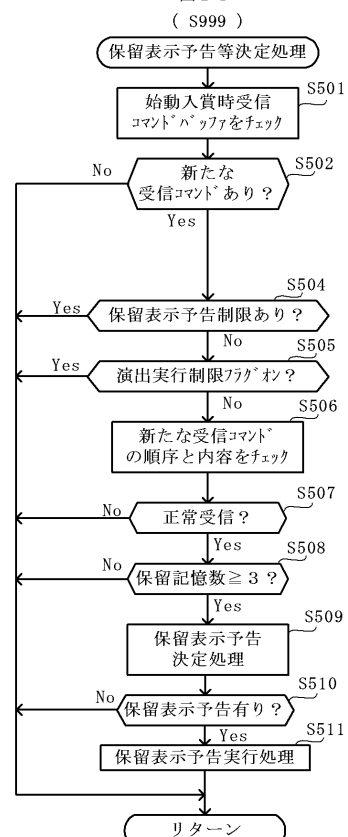 ( S999 )
保留表示予告等決定処理
S501
始動入賞時受信
コマンドバッファをチェック
S502
No
新たな
受信コマンドあり？
Yes
S504
Yes
保留表示予告制限あり？
No
S505
Yes
演出実行制限フラグオン？
No
S506
新たな受信コマンド
の順序と内容をチェック
S507
No
正常受信？
Yes
S508
No
保留記憶数≧３？
Yes
S509
保留表示予告
決定処理
S510
No
保留表示予告有り？
Yes
S511
保留表示予告実行処理
リターン